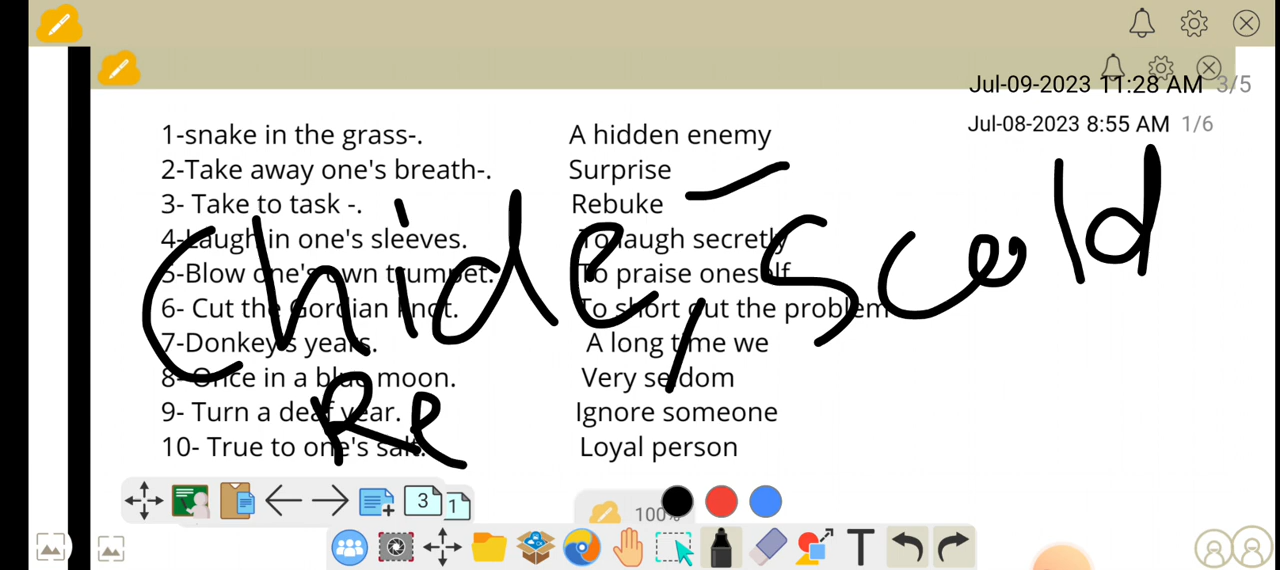 Jul-09-2023 11:28 AM 3/5
Jul-08-2023 8:55 AM 1/6
1-snake in the grass-. A hidden enemy
2-Take away one's breath-. Surprise
3- Take to task -. Rebuke
4-Laugh in one's sleeves. To laugh secretly
5-Blow one's own trumpet. To praise oneself
6- Cut the Gordian knot. To short out the problem
7-Donkey's years. A long time we
8- Once in a blue moon. Very seldom
9- Turn a deaf year. Ignore someone
10- True to one's salt. Loyal person
Chide, Scold
Re
3 1
100%
T